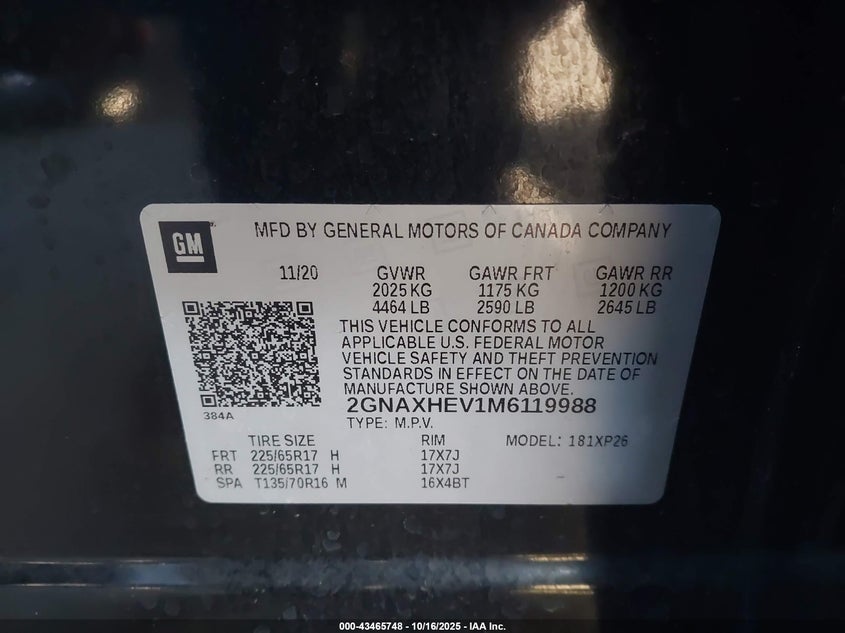 GM
MFD BY GENERAL MOTORS OF CANADA COMPANY
11/20 GVWR GAWR FRT GAWR RR
2025 KG 1175 KG 1200 KG
4464 LB 2590 LB 2645 LB
THIS VEHICLE CONFORMS TO ALL
APPLICABLE U.S. FEDERAL MOTOR
VEHICLE SAFETY AND THEFT PREVENTION
STANDARDS IN EFFECT ON THE DATE OF
MANUFACTURE SHOWN ABOVE.
384A 2GNAXHEV1M6119988
TYPE: M.P.V.
TIRE SIZE RIM MODEL: 181XP26
FRT 225/65R17 H 17X7J
RR 225/65R17 H 17X7J
SPA T135/70R16 M 16X4BT
000-43465748 - 10/16/2025 - IAA Inc.